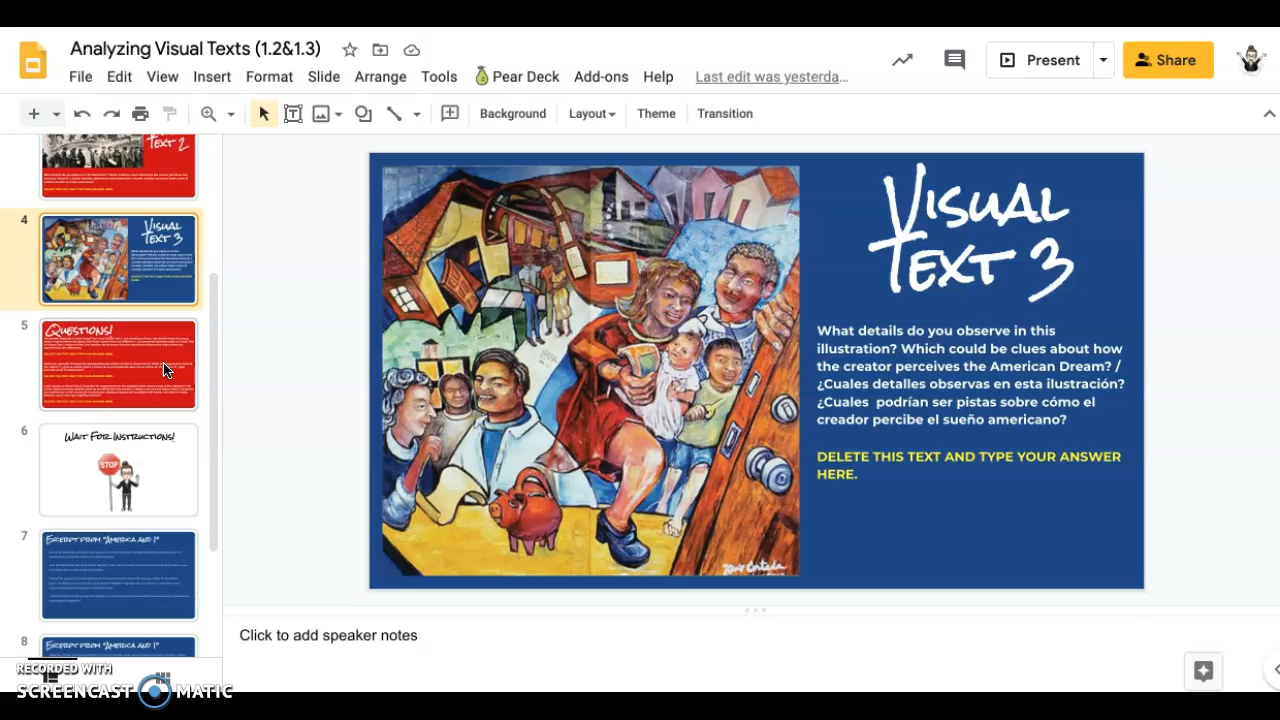 Analyzing Visual Texts (1.2&1.3)
File Edit View Insert Format Slide Arrange Tools Pear Deck Add-ons Help Last edit was yesterda...
Present
Share
Background Layout Theme Transition
TEXT 2
4
VISUAL
TEXT 3
5
QUESTIONS!
6
WAIT FOR INSTRUCTIONS!
STOP
7
EXCERPT FROM "AMERICA AND I"
8
EXCERPT FROM "AMERICA AND I"
VISUAL
TEXT 3
What details do you observe in this
illustration? Which could be clues about how
the creator perceives the American Dream? /
¿Cuales detalles observas en esta ilustración?
¿Cuales podrían ser pistas sobre cómo el
creador percibe el sueño americano?
DELETE THIS TEXT AND TYPE YOUR ANSWER
HERE.
Click to add speaker notes
RECORDED WITH
SCREENCAST MATIC